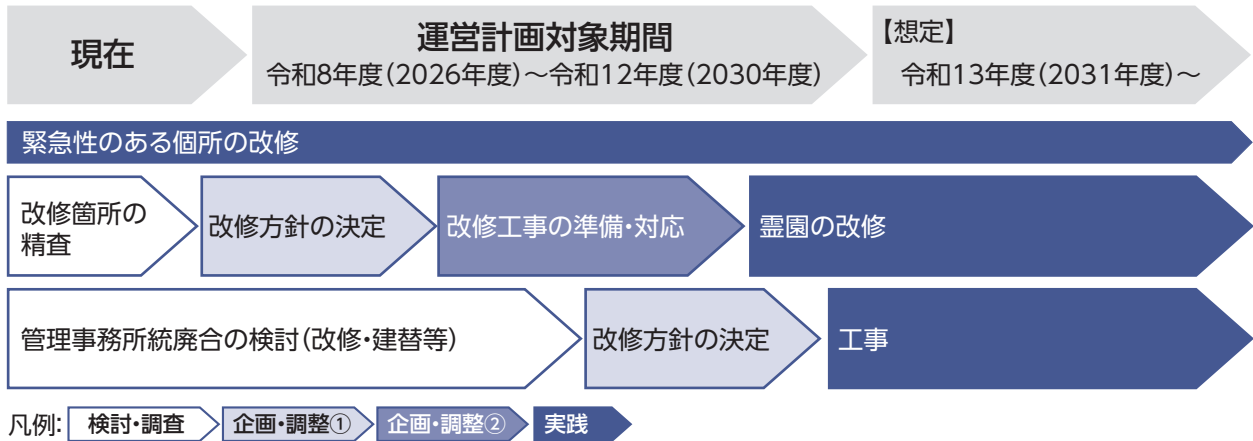 現在
運営計画対象期間
令和8年度(2026年度)～令和12年度(2030年度)
【想定】
令和13年度(2031年度)～
緊急性のある個所の改修
改修箇所の
精査
改修方針の決定
改修工事の準備・対応
霊園の改修
管理事務所統廃合の検討(改修・建替等)
改修方針の決定
工事
凡例: 検討・調査 企画・調整① 企画・調整② 実践